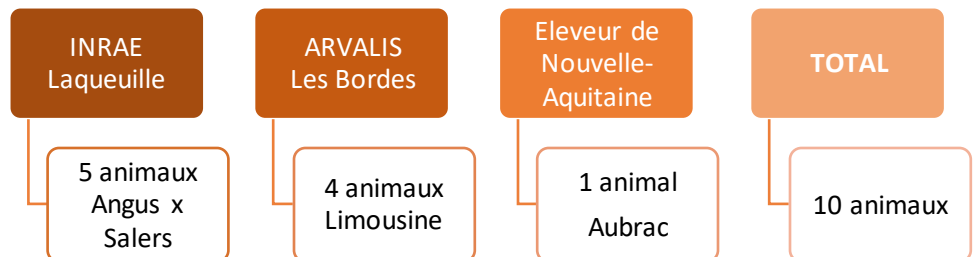 INRAE
Laqueuille
5 animaux
Angus x
Salers
ARVALIS
Les Bordes
4 animaux
Limousine
Eleveur de
Nouvelle-
Aquitaine
1 animal
Aubrac
TOTAL
10 animaux